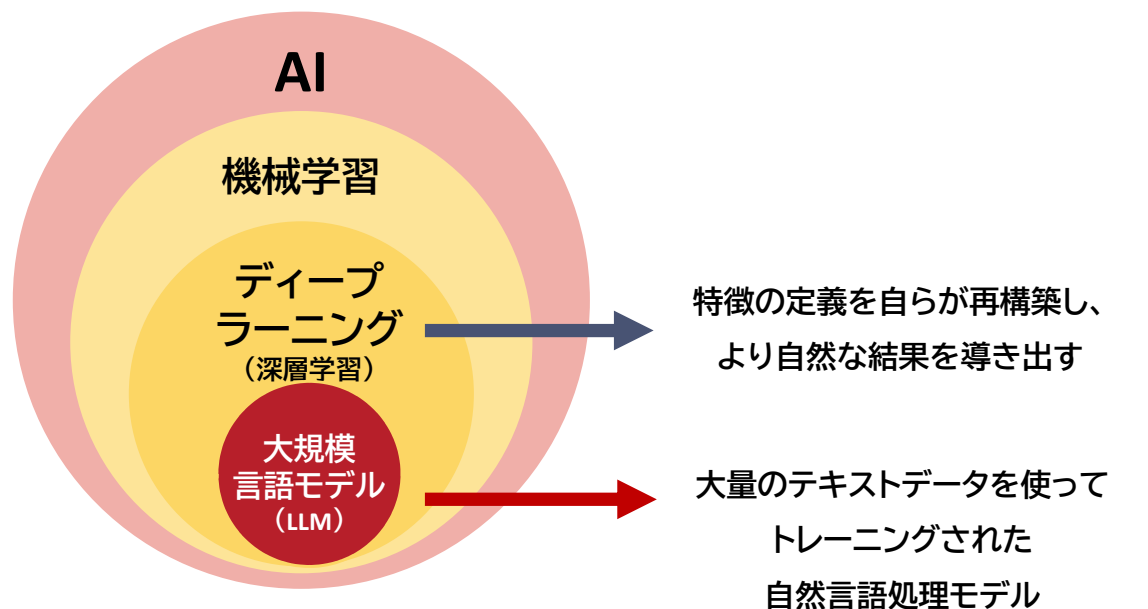 AI
機械学習
ディープ
ラーニング
（深層学習）
大規模
言語モデル
（LLM）
特徴の定義を自らが再構築し、
より自然な結果を導き出す
大量のテキストデータを使って
トレーニングされた
自然言語処理モデル